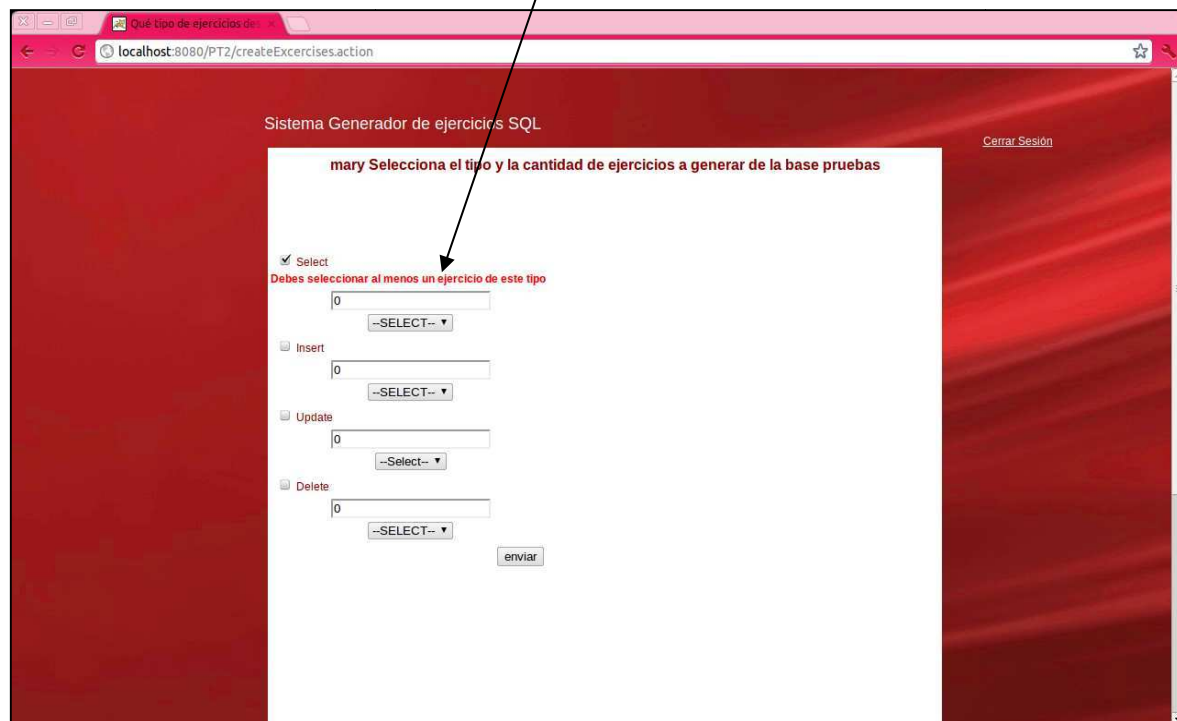 Qué tipo de ejercicios des
localhost:8080/PT2/createExcercises.action
Sistema Generador de ejercicios SQL
Cerrar Sesión
mary Selecciona el tipo y la cantidad de ejercicios a generar de la base pruebas
Select
Debes seleccionar al menos un ejercicio de este tipo
0
--SELECT--
Insert
0
--SELECT--
Update
0
--Select--
Delete
0
--SELECT--
enviar